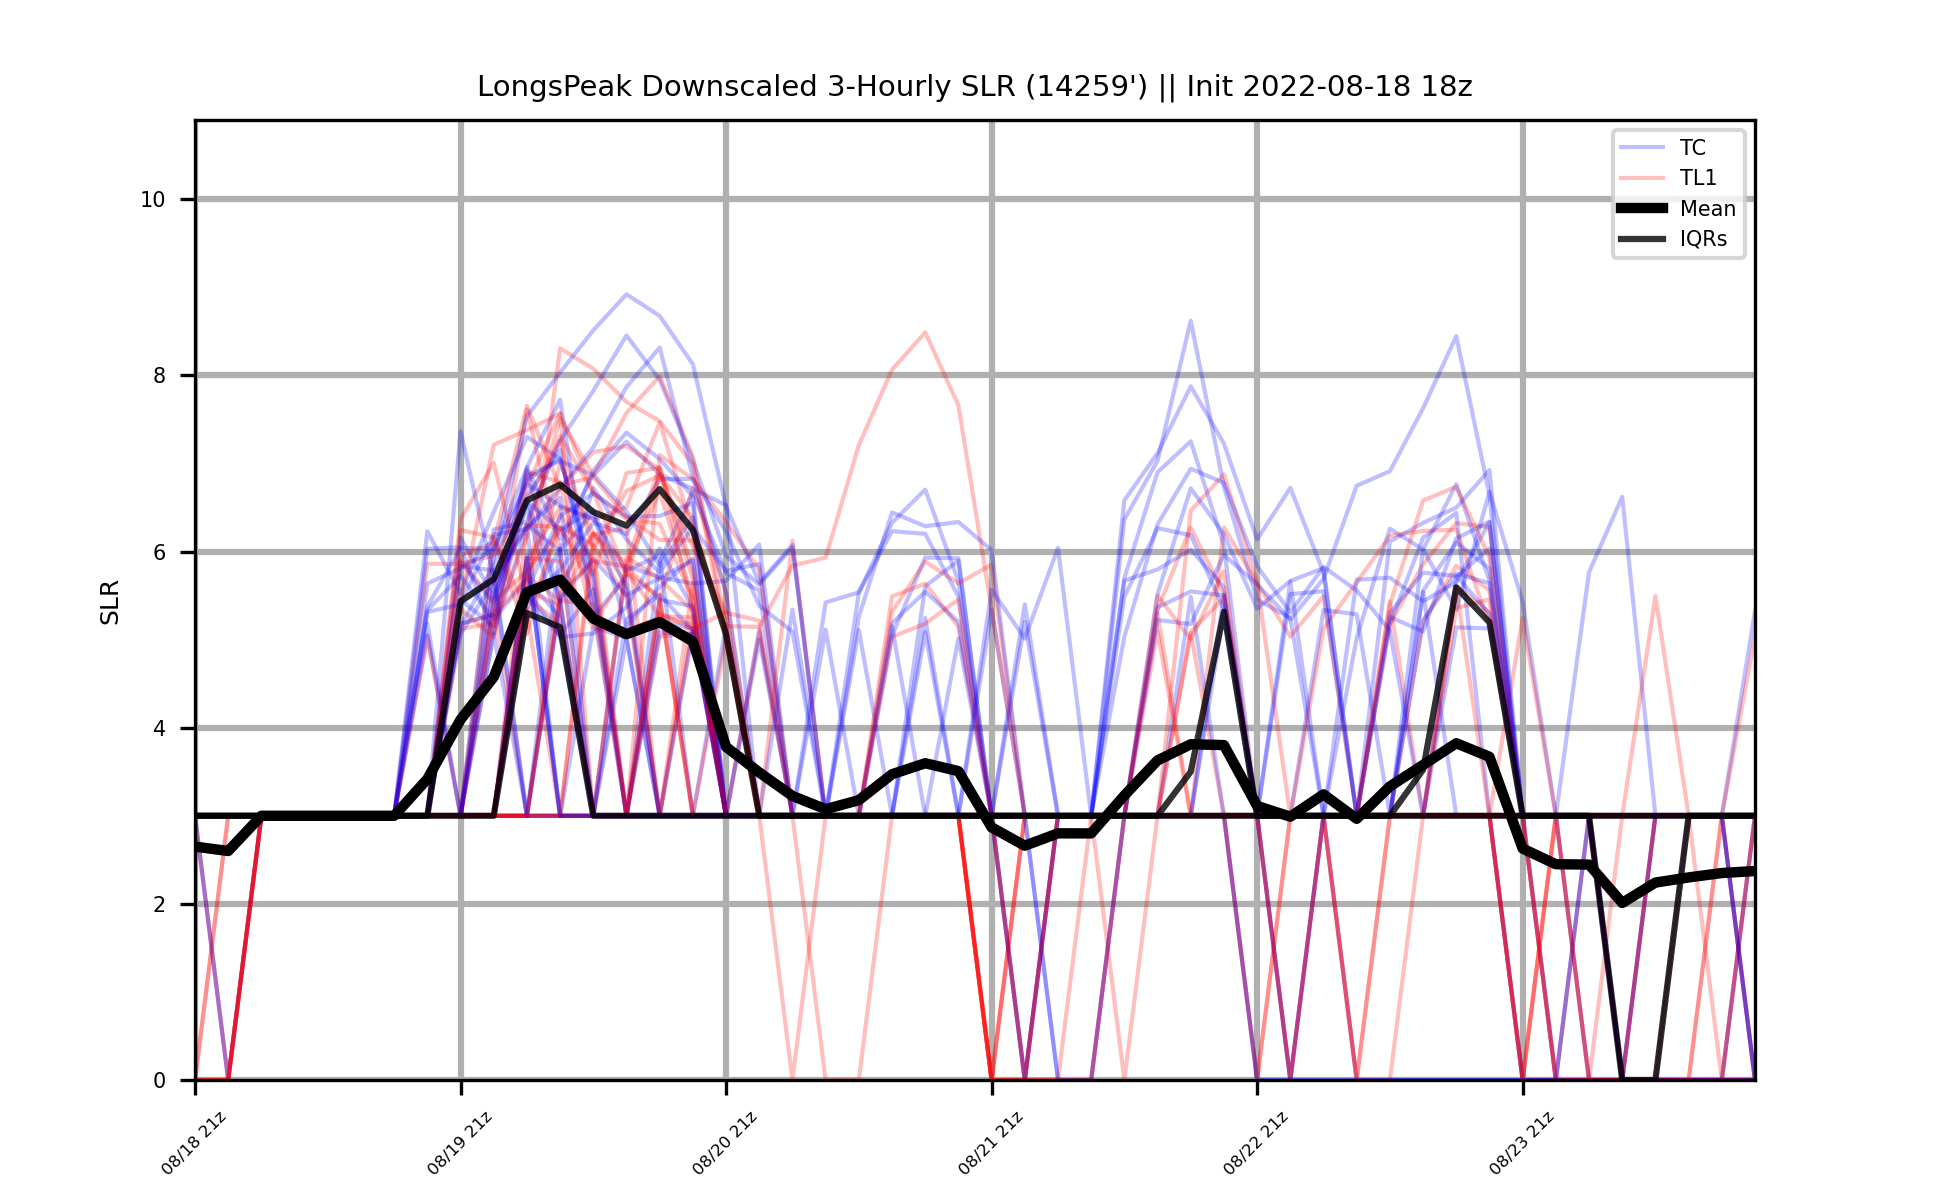 LongsPeak Downscaled 3-Hourly SLR (14259') || Init 2022-08-18 18z
TC
TL1
Mean
IQRs
SLR
10
8
6
4
2
0
08/18 21z
08/19 21z
08/20 21z
08/21 21z
08/22 21z
08/23 21z